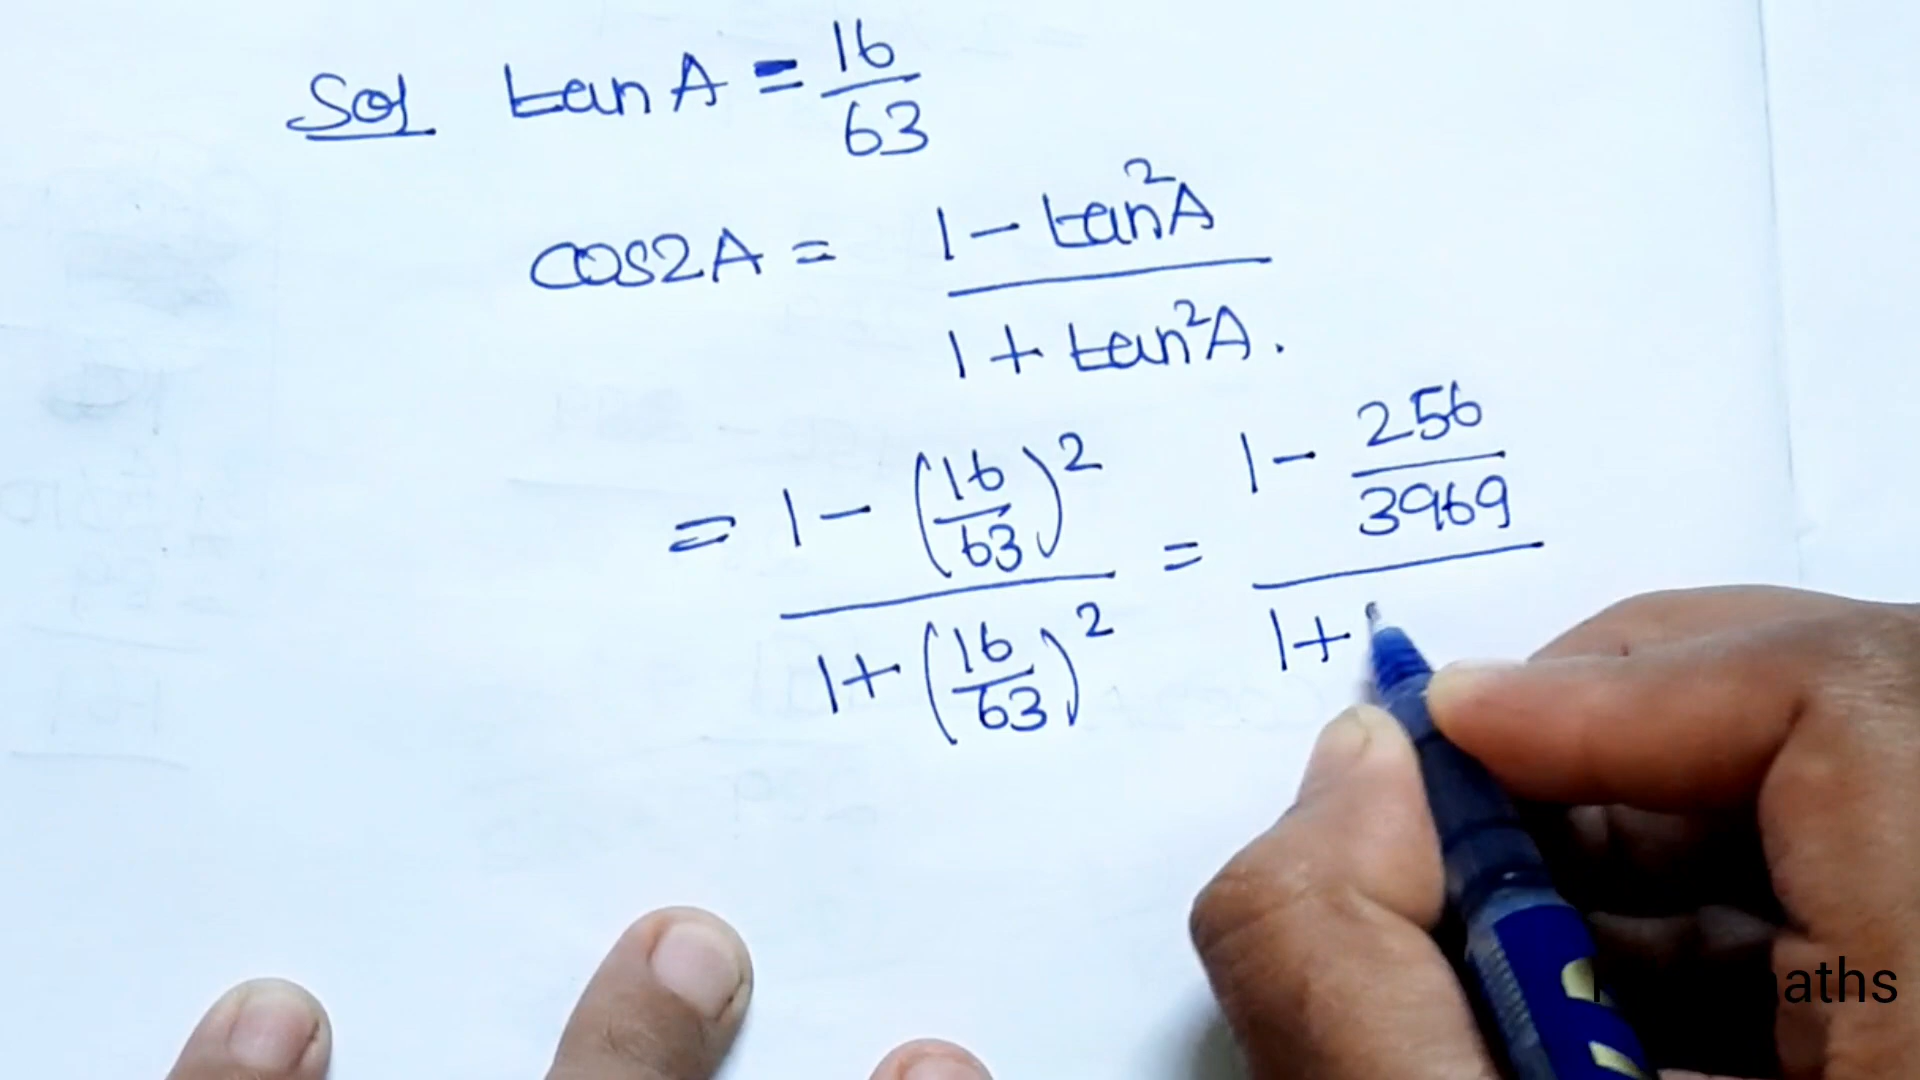 Sol tan A = 16/63
cos2A = 1 - tan²A / 1 + tan²A.
= 1 - (16/63)² / 1 + (16/63)² = 1 - 256/3969 / 1 +